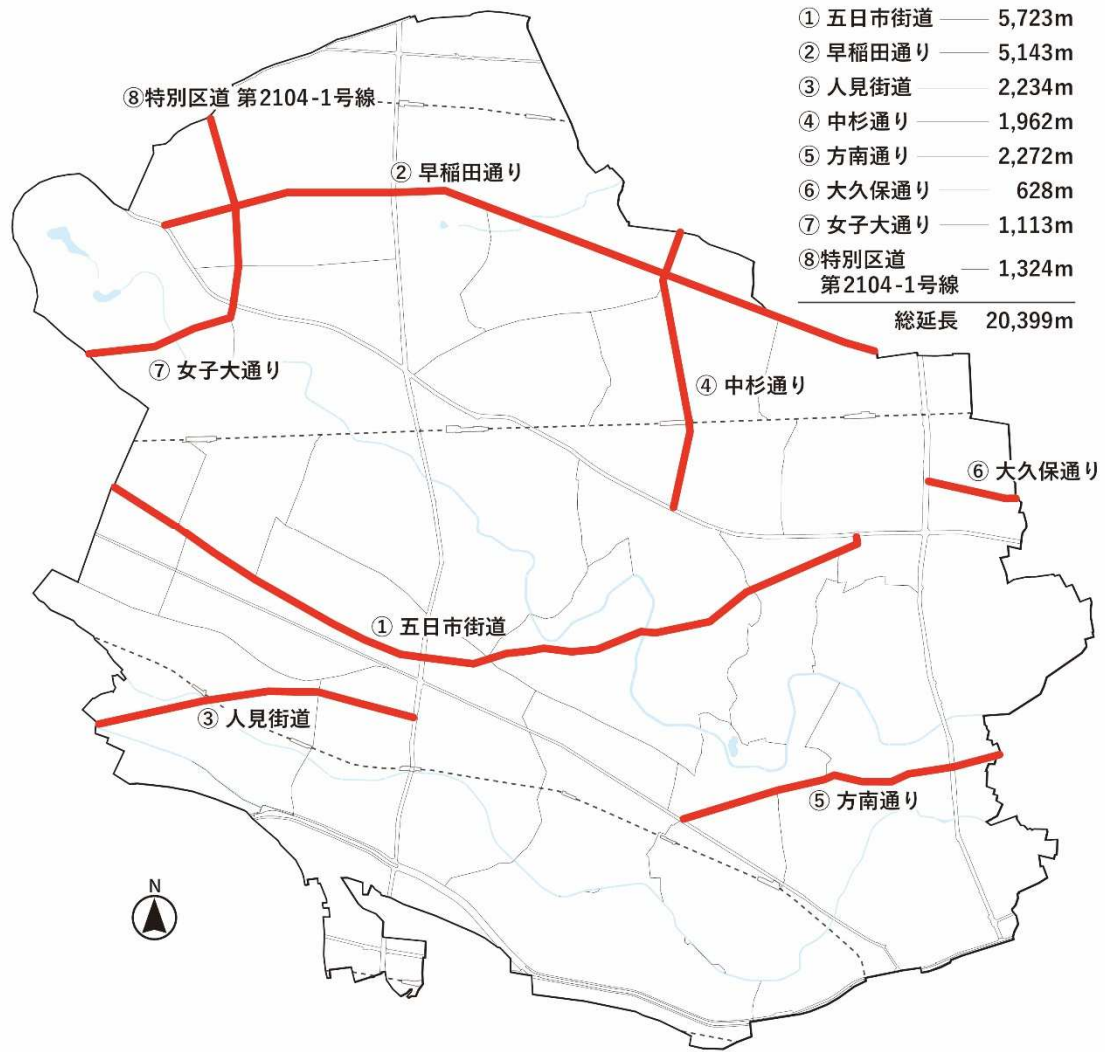 ① 五日市街道 5,723m
② 早稲田通り 5,143m
③ 人見街道 2,234m
④ 中杉通り 1,962m
⑤ 方南通り 2,272m
⑥ 大久保通り 628m
⑦ 女子大通り 1,113m
⑧特別区道
第2104-1号線 1,324m
総延長 20,399m
⑧特別区道 第2104-1号線
② 早稲田通り
⑦ 女子大通り
④ 中杉通り
⑥ 大久保通り
① 五日市街道
③ 人見街道
⑤ 方南通り
N